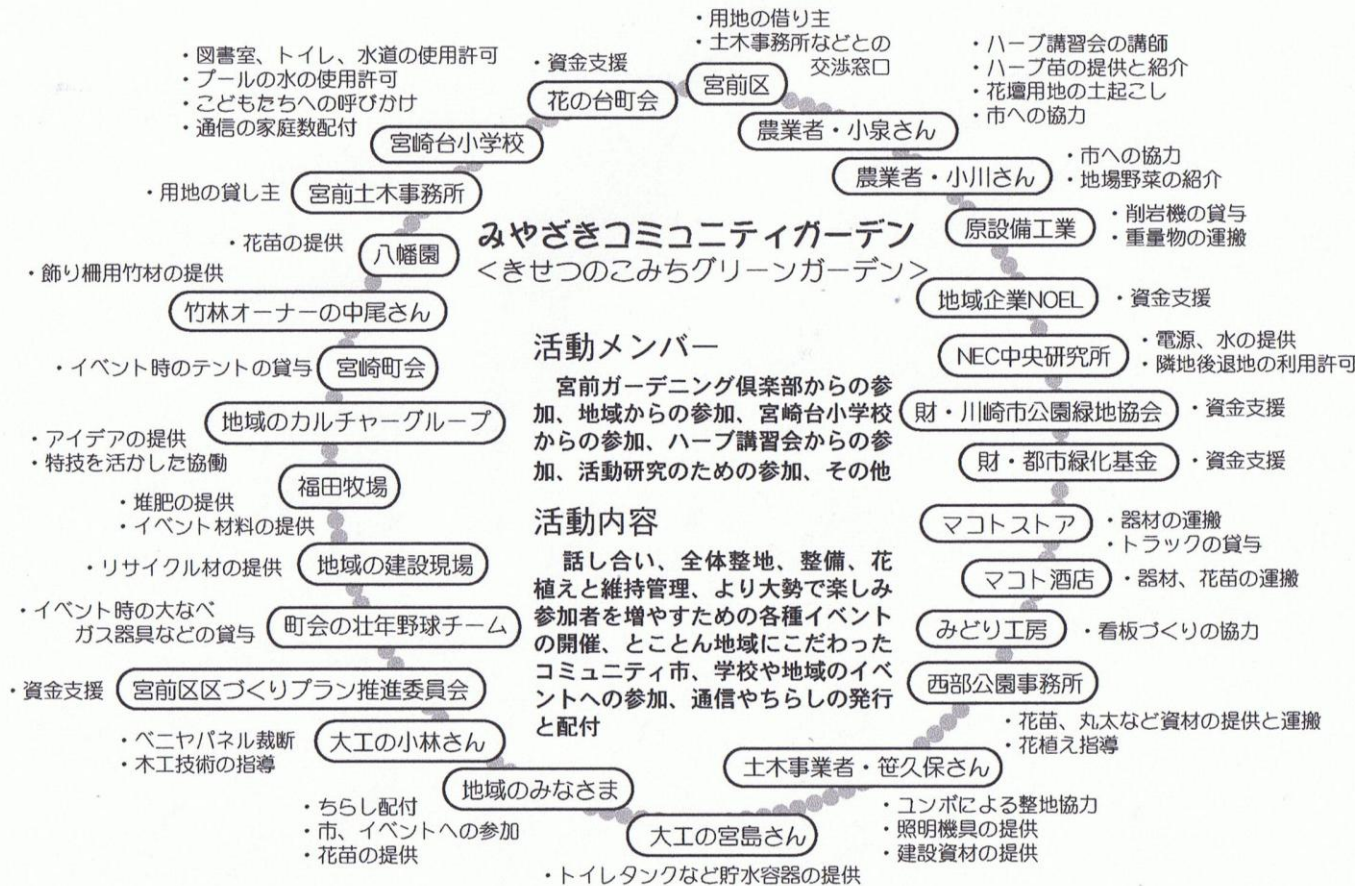 みやざきコミュニティガーデン
<きせつのこみちグリーンガーデン>
活動メンバー
宮前ガーデニング倶楽部からの参
加、地域からの参加、宮崎台小学校
からの参加、ハーブ講習会からの参
加、活動研究のための参加、その他
活動内容
話し合い、全体整地、整備、花
植えと維持管理、より大勢で楽しみ
参加者を増やすための各種イベント
の開催、とことん地域にこだわった
コミュニティ市、学校や地域のイベ
ントへの参加、通信やちらしの発行
と配付
宮前区
・用地の借り主
・土木事務所などとの
交渉窓口
農業者・小泉さん
・ハーブ講習会の講師
・ハーブ苗の提供と紹介
・花壇用地の土起こし
・市への協力
農業者・小川さん
・市への協力
・地場野菜の紹介
原設備工業
・削岩機の貸与
・重量物の運搬
地域企業NOEL
・資金支援
NEC中央研究所
・電源、水の提供
・隣地後退地の利用許可
財・川崎市公園緑地協会
・資金支援
財・都市緑化基金
・資金支援
マコトストア
・器材の運搬
・トラックの貸与
マコト酒店
・器材、花苗の運搬
みどり工房
・看板づくりの協力
西部公園事務所
・花苗、丸太など資材の提供と運搬
・花植え指導
土木事業者・笹久保さん
・ユンボによる整地協力
・照明機具の提供
・建設資材の提供
大工の宮島さん
・トイレタンクなど貯水容器の提供
地域のみなさま
・ちらし配付
・市、イベントへの参加
・花苗の提供
大工の小林さん
・ベニヤパネル裁断
・木工技術の指導
宮前区区づくりプラン推進委員会
・資金支援
町会の壮年野球チーム
・イベント時の大なべ
ガス器具などの貸与
地域の建設現場
・リサイクル材の提供
福田牧場
・堆肥の提供
・イベント材料の提供
地域のカルチャーグループ
・アイデアの提供
・特技を活かした協働
宮崎町会
・イベント時のテントの貸与
竹林オーナーの中尾さん
・飾り柵用竹材の提供
八幡園
・花苗の提供
宮前土木事務所
・用地の貸し主
宮崎台小学校
・図書室、トイレ、水道の使用許可
・プールの水の使用許可
・こどもたちへの呼びかけ
・通信の家庭数配付
花の台町会
・資金支援